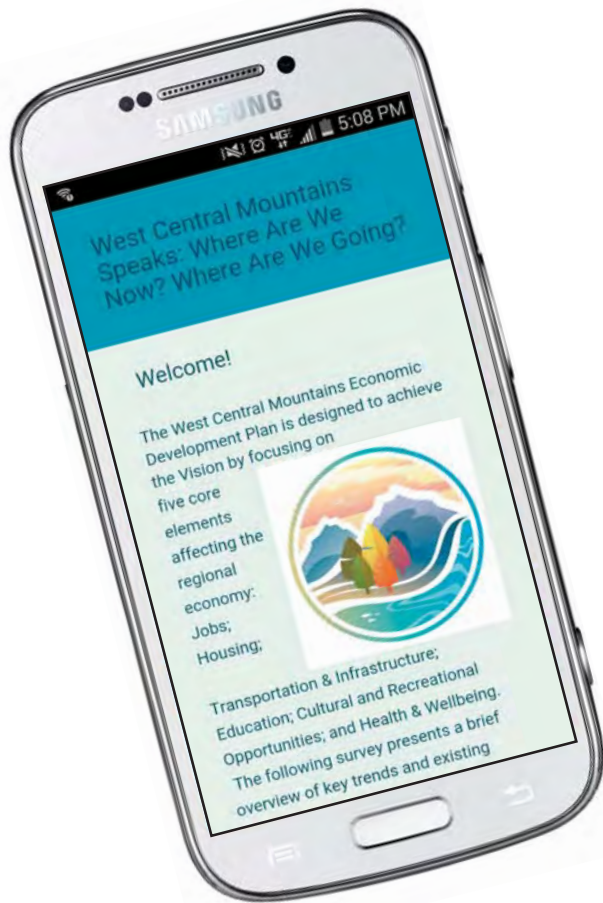 SAMSUNG
4G
5:08 PM
West Central Mountains
Speaks: Where Are We
Now? Where Are We Going?
Welcome!
The West Central Mountains Economic
Development Plan is designed to achieve
the Vision by focusing on
five core
elements
affecting the
regional
economy:
Jobs;
Housing;
Transportation & Infrastructure;
Education; Cultural and Recreational
Opportunities; and Health & Wellbeing.
The following survey presents a brief
overview of key trends and existing